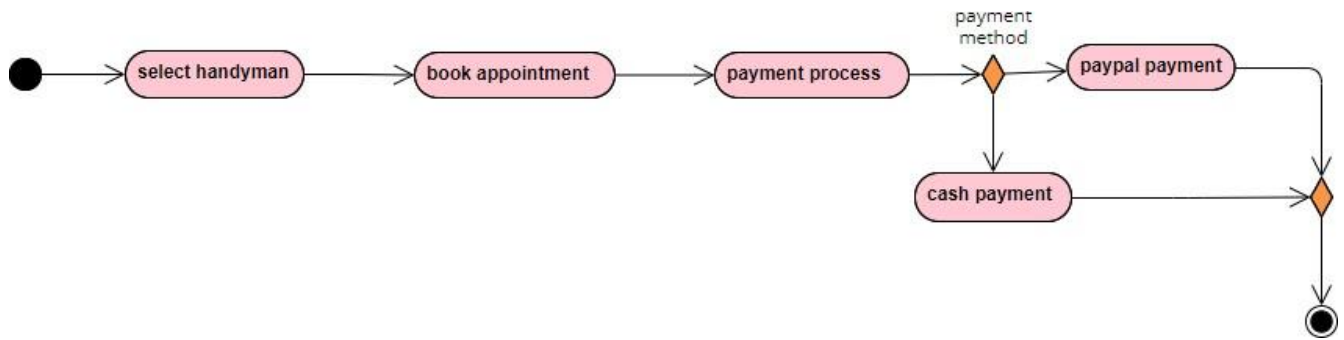 select handyman
book appointment
payment process
payment
method
paypal payment
cash payment